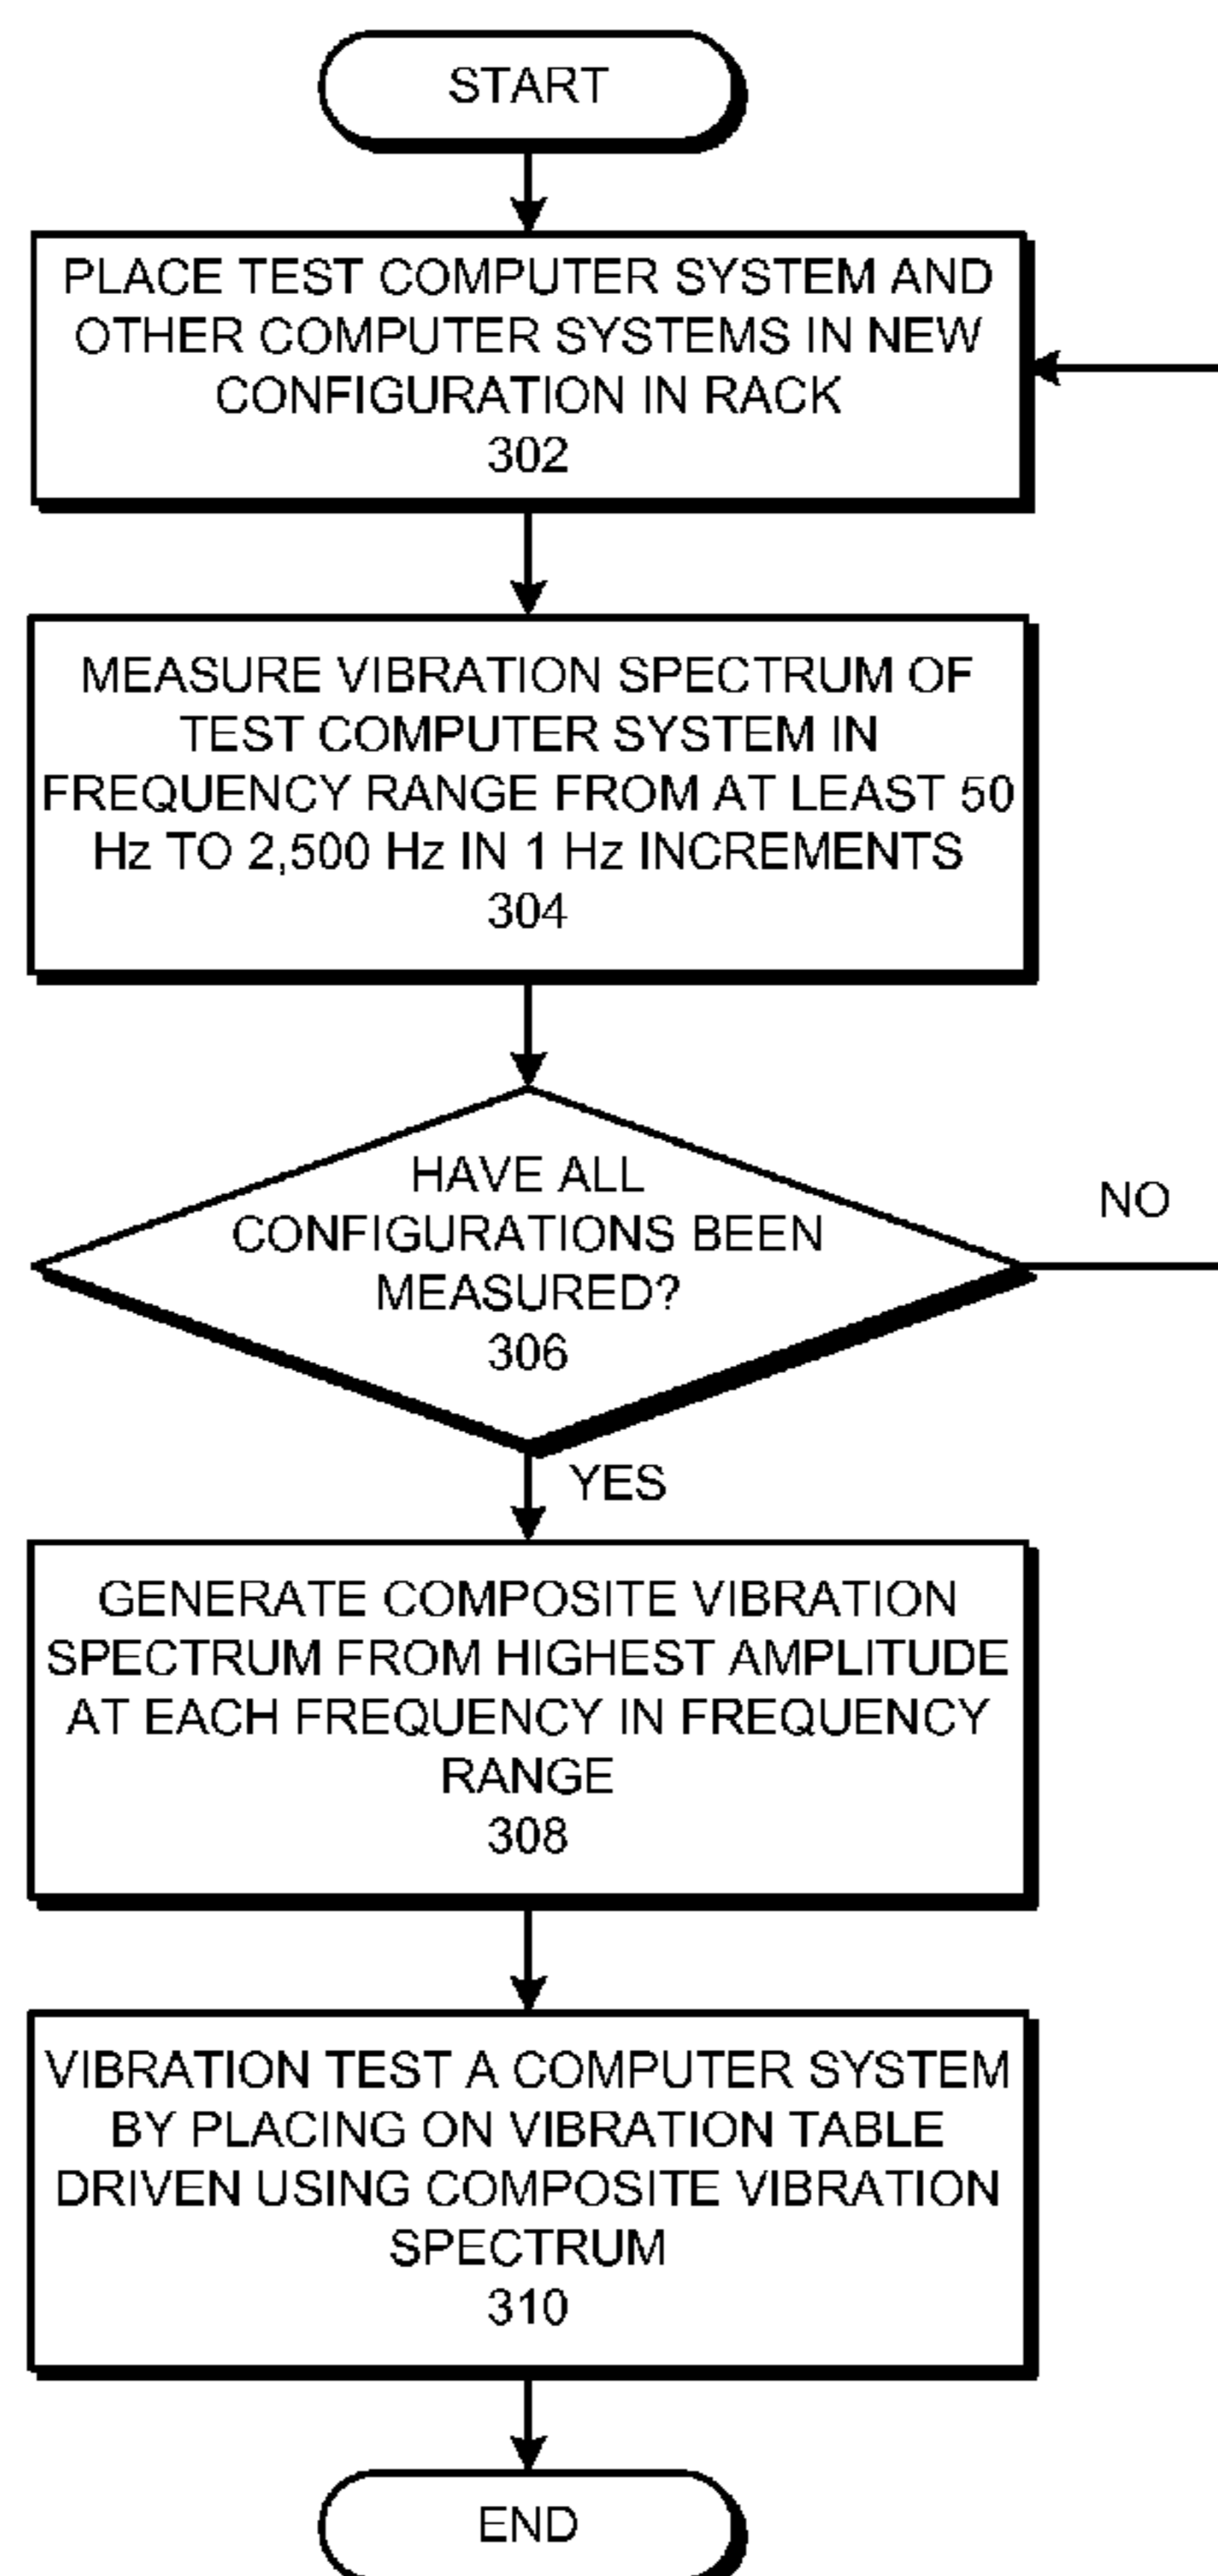 START
PLACE TEST COMPUTER SYSTEM AND
OTHER COMPUTER SYSTEMS IN NEW
CONFIGURATION IN RACK
302
MEASURE VIBRATION SPECTRUM OF
TEST COMPUTER SYSTEM IN
FREQUENCY RANGE FROM AT LEAST 50
Hz TO 2,500 Hz IN 1 Hz INCREMENTS
304
HAVE ALL
CONFIGURATIONS BEEN
MEASURED?
306
NO
YES
GENERATE COMPOSITE VIBRATION
SPECTRUM FROM HIGHEST AMPLITUDE
AT EACH FREQUENCY IN FREQUENCY
RANGE
308
VIBRATION TEST A COMPUTER SYSTEM
BY PLACING ON VIBRATION TABLE
DRIVEN USING COMPOSITE VIBRATION
SPECTRUM
310
END